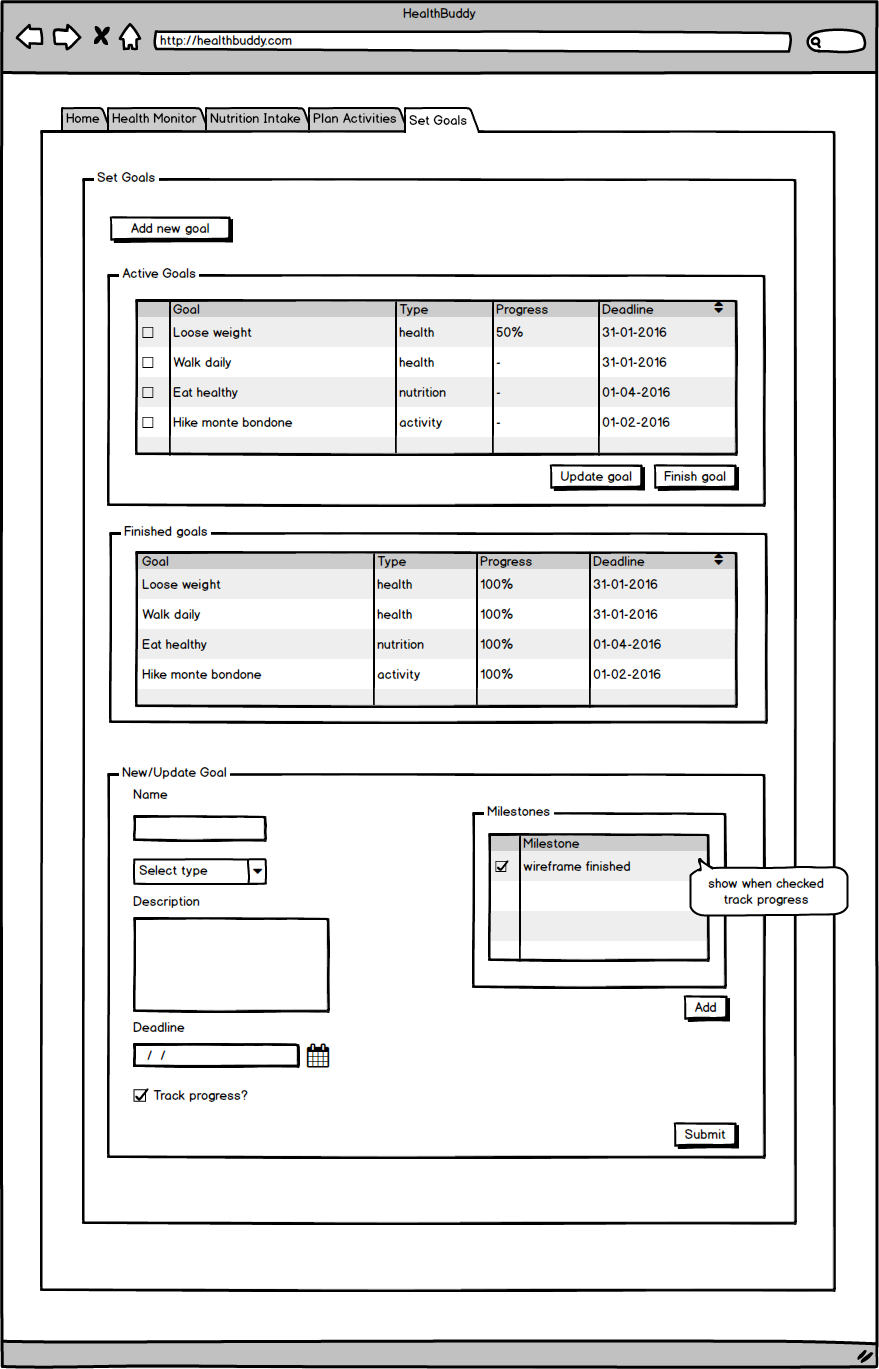 HealthBuddy
http://healthbuddy.com
Home Health Monitor Nutrition Intake Plan Activities Set Goals
Set Goals
Add new goal
Active Goals
Goal Type Progress Deadline
Loose weight health 50% 31-01-2016
Walk daily health - 31-01-2016
Eat healthy nutrition - 01-04-2016
Hike monte bondone activity - 01-02-2016
Update goal Finish goal
Finished goals
Goal Type Progress Deadline
Loose weight health 100% 31-01-2016
Walk daily health 100% 31-01-2016
Eat healthy nutrition 100% 01-04-2016
Hike monte bondone activity 100% 01-02-2016
New/Update Goal
Name
Select type
Description
Deadline
/ /
Track progress?
Milestones
Milestone
wireframe finished
show when checked
track progress
Add
Submit